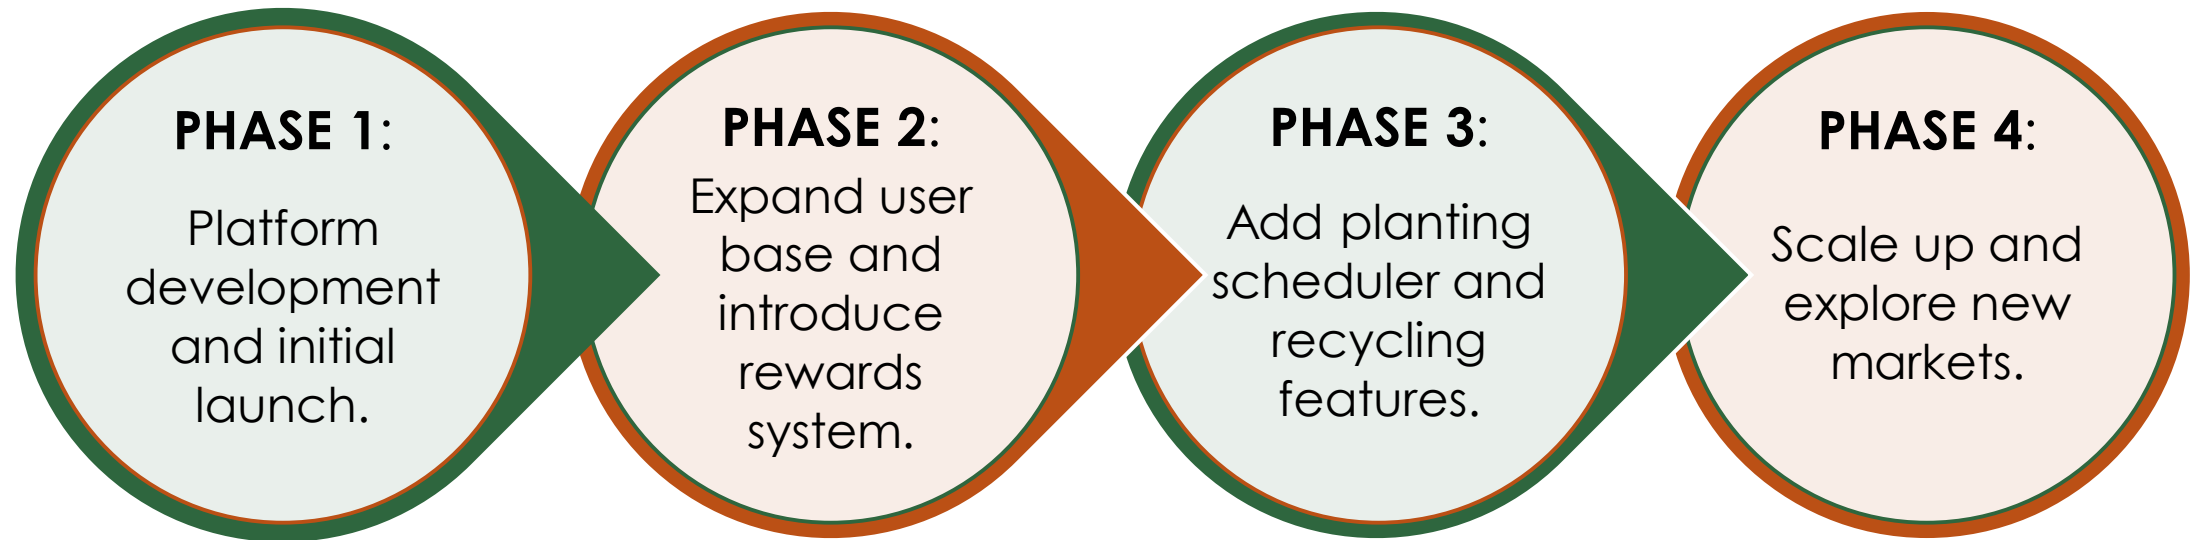 PHASE 1:
Platform
development
and initial
launch.
PHASE 2:
Expand user
base and
introduce
rewards
system.
PHASE 3:
Add planting
scheduler and
recycling
features.
PHASE 4:
Scale up and
explore new
markets.